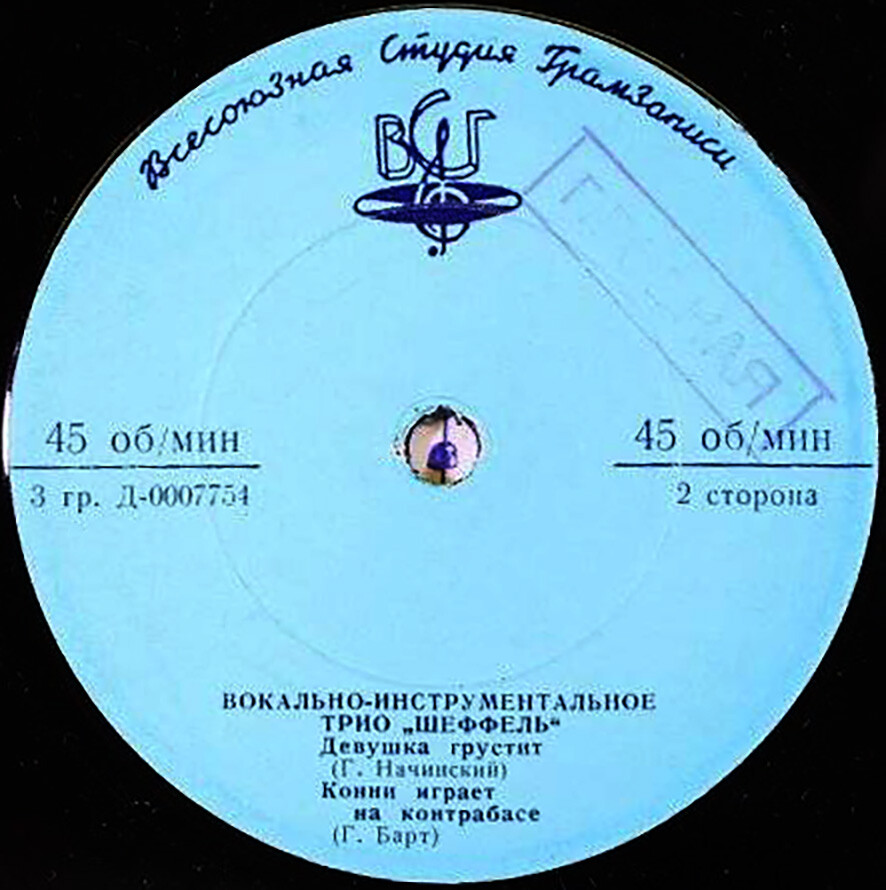 Всесоюзная Студия Грамзаписи
ВСГ
45 об/мин
45 об/мин
3 гр. Д-0007754
2 сторона
ВОКАЛЬНО-ИНСТРУМЕНТАЛЬНОЕ
ТРИО „ШЕФФЕЛЬ“
Девушка грустит
(Г. Начинский)
Конни играет
на контрабасе
(Г. Барт)